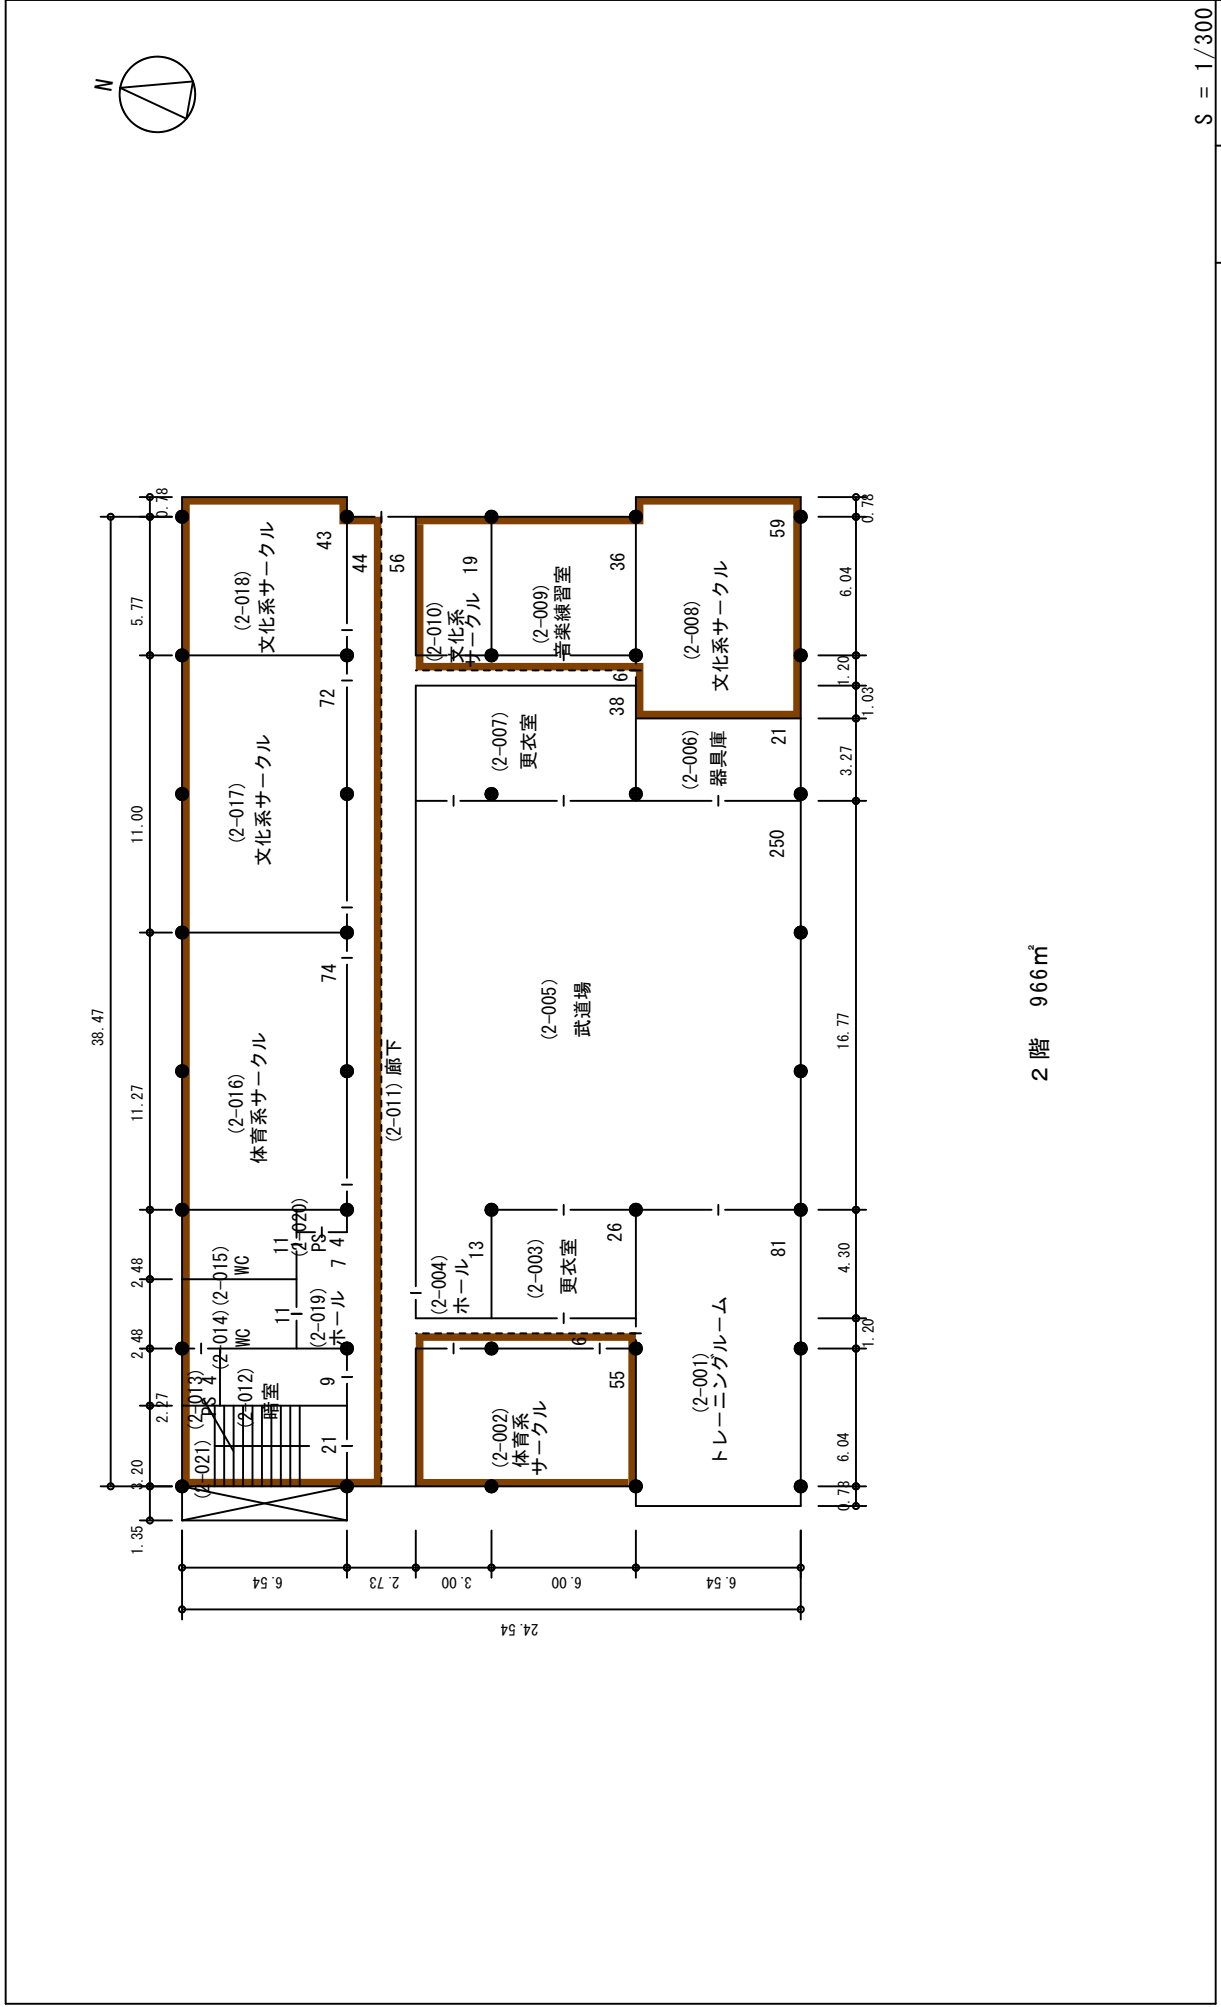 N
S = 1/300
38.47
1.35
3.20
2.27
2.48
2.48
11.27
11.00
5.77
0.78
(2-021)
21
(2-013)
PS
4
(2-012)
暗室
9
(2-014)
WC
11
(2-015)
WC
11
(2-019)
ホール
7
(2-020)
PS
4
(2-016)
体育系サークル
74
(2-017)
文化系サークル
72
(2-018)
文化系サークル
43
44
56
(2-011) 廊下
(2-002)
体育系
サークル
55
6
(2-004)
ホール
13
(2-003)
更衣室
26
(2-001)
トレーニングルーム
81
(2-005)
武道場
250
(2-007)
更衣室
38
(2-006)
器具庫
21
6
(2-010)
文化系
サークル
19
(2-009)
音楽練習室
36
(2-008)
文化系サークル
59
0.78
6.04
1.20
4.30
16.77
3.27
1.03
1.20
6.04
0.78
6.54
2.73
3.00
6.00
6.54
24.54
2階 966㎡